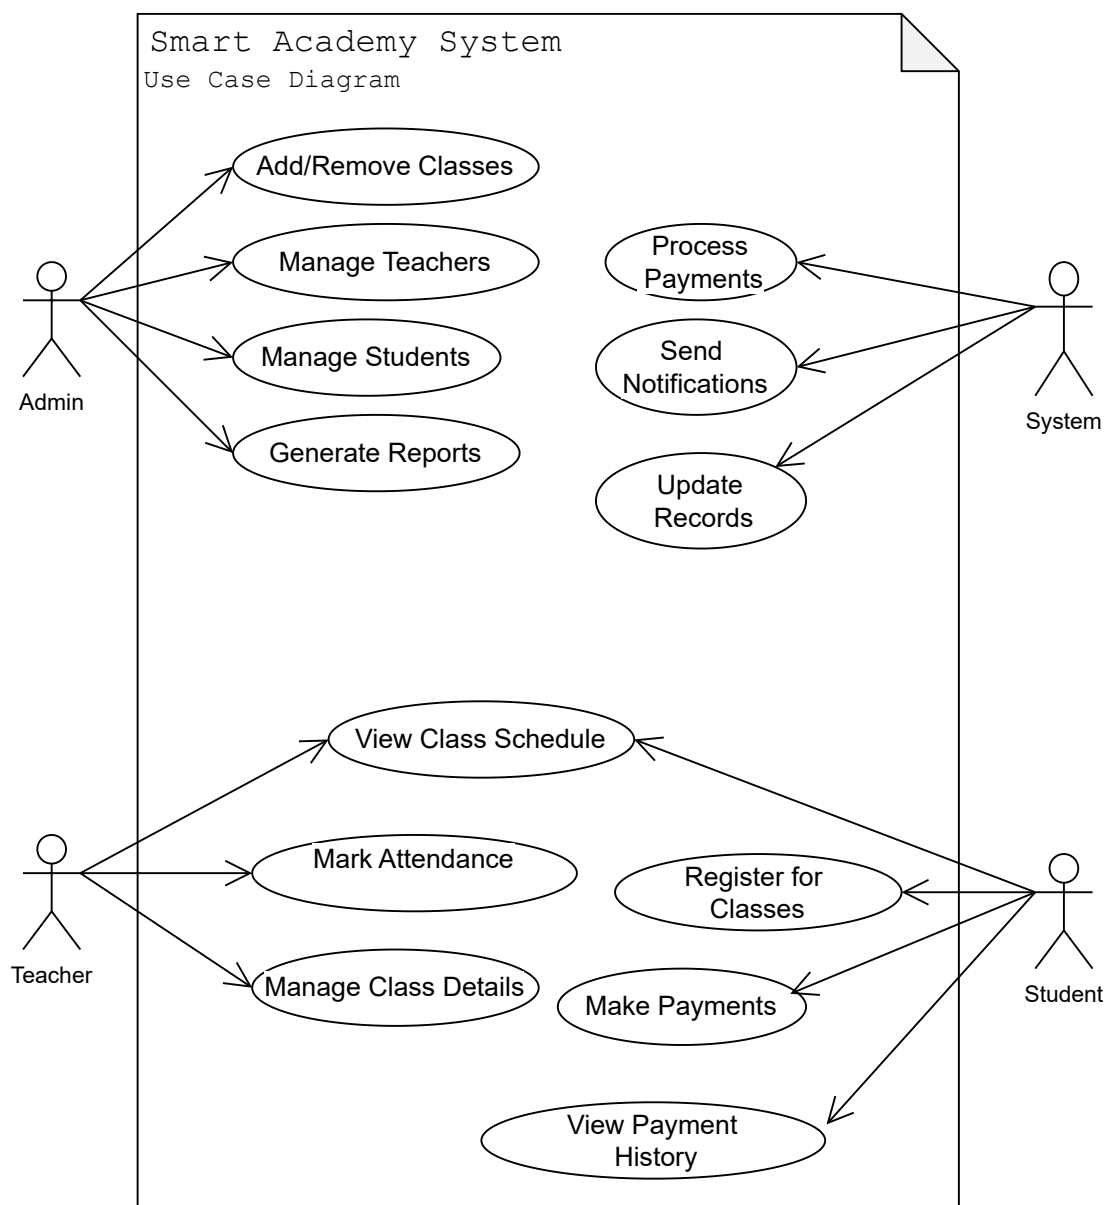 Smart Academy System
Use Case Diagram
Add/Remove Classes
Manage Teachers
Manage Students
Generate Reports
Admin
Process
Payments
Send
Notifications
Update
Records
System
View Class Schedule
Mark Attendance
Manage Class Details
Teacher
Register for
Classes
Make Payments
View Payment
History
Student